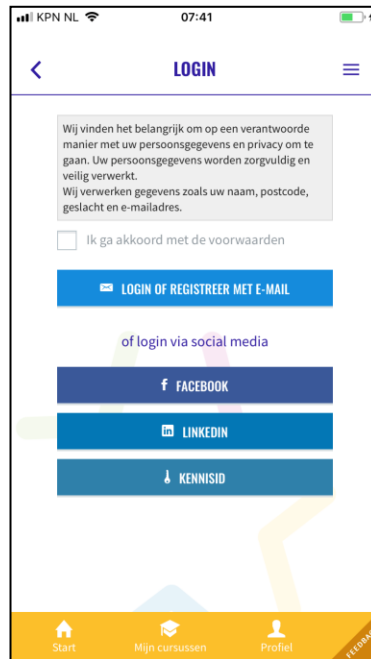 KPN NL 07:41
LOGIN
Wij vinden het belangrijk om op een verantwoorde
manier met uw persoonsgegevens en privacy om te
gaan. Uw persoonsgegevens worden zorgvuldig en
veilig verwerkt.
Wij verwerken gegevens zoals uw naam, postcode,
geslacht en e-mailadres.
Ik ga akkoord met de voorwaarden
LOGIN OF REGISTREER MET E-MAIL
of login via social media
f FACEBOOK
in LINKEDIN
KENNISID
Start Mijn cursussen Profiel